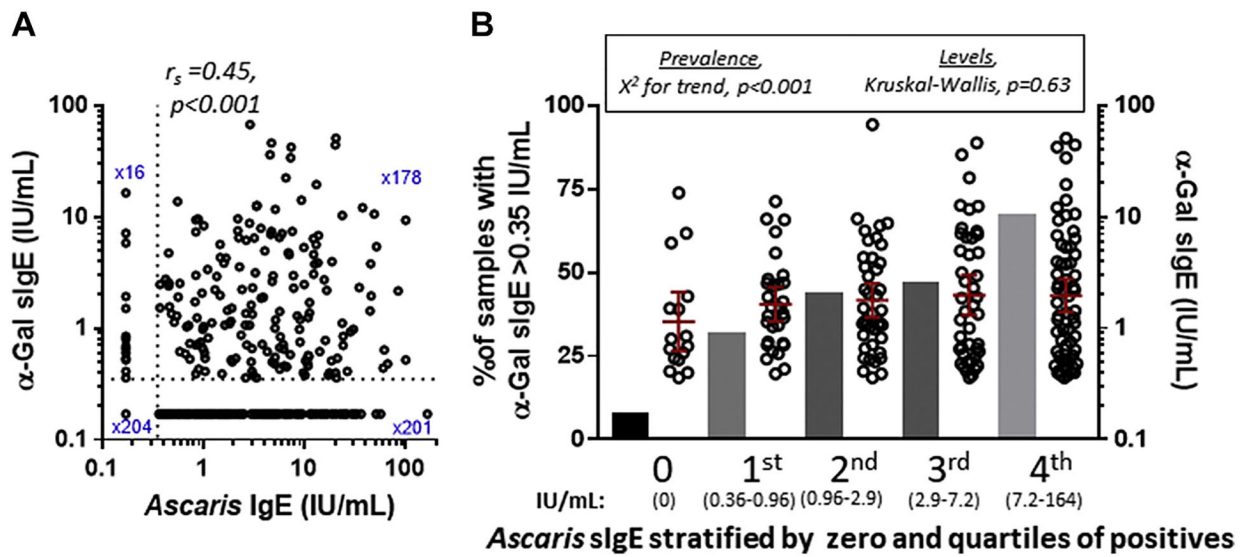 A
rs =0.45,
p<0.001
α-Gal sIgE (IU/mL)
100
10
1
0.1
x16
x178
x204
x201
0.1 1 10 100
Ascaris IgE (IU/mL)
B
Prevalence,
X² for trend, p<0.001
Levels,
Kruskal-Wallis, p=0.63
%of samples with
α-Gal sIgE >0.35 IU/mL
100
75
50
25
0
100
10
1
0.1
α-Gal sIgE (IU/mL)
0 1st 2nd 3rd 4th
IU/mL: (0) (0.36-0.96) (0.96-2.9) (2.9-7.2) (7.2-164)
Ascaris sIgE stratified by zero and quartiles of positives